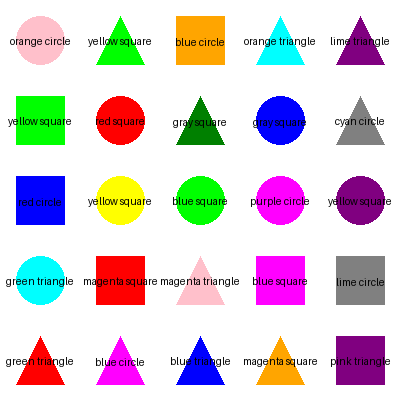 orange circle
yellow square
blue circle
orange triangle
lime triangle
yellow square
red square
gray square
gray square
cyan circle
red circle
yellow square
blue square
purple circle
yellow square
green triangle
magenta square
magenta triangle
blue square
lime circle
green triangle
blue circle
blue triangle
magenta square
pink triangle